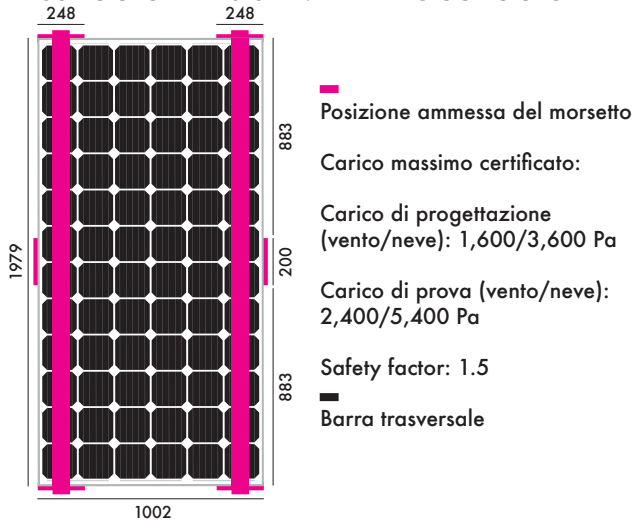 248
248
883
200
883
1979
1002
Posizione ammessa del morsetto
Carico massimo certificato:
Carico di progettazione
(vento/neve): 1,600/3,600 Pa
Carico di prova (vento/neve):
2,400/5,400 Pa
Safety factor: 1.5
Barra trasversale